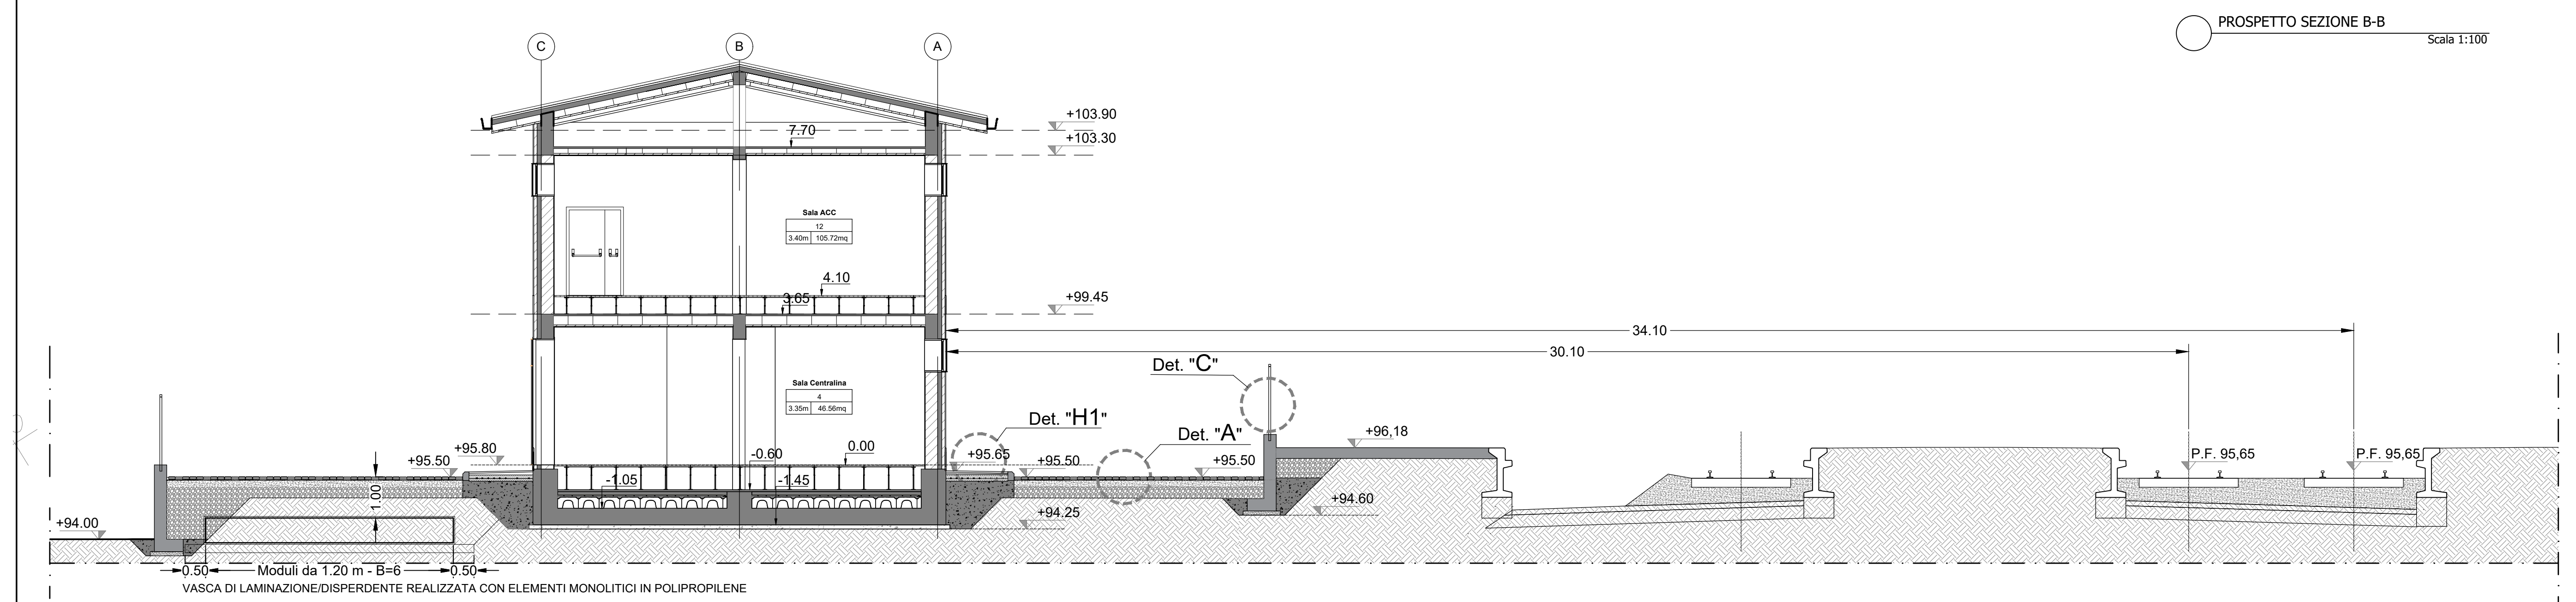 PROSPETTO SEZIONE B-B
Scala 1:100
C
B
A
+103.90
7.70
+103.30
Sala ACC
12
3.40m
105.72mq
4.10
3.65
+99.45
34.10
30.10
Det. "C"
Sala Centralina
4
3.35m
46.56mq
Det. "H1"
Det. "A"
+96,18
+95.80
0.00
-0.60
+95.50
+95.65
+95.50
+95.50
P.F. 95,65
P.F. 95,65
-1.05
-1.45
1.00
+94.60
+94.00
+94.25
0.50
Moduli da 1.20 m - B=6
0.50
VASCA DI LAMINAZIONE/DISPERDENTE REALIZZATA CON ELEMENTI MONOLITICI IN POLIPROPILENE